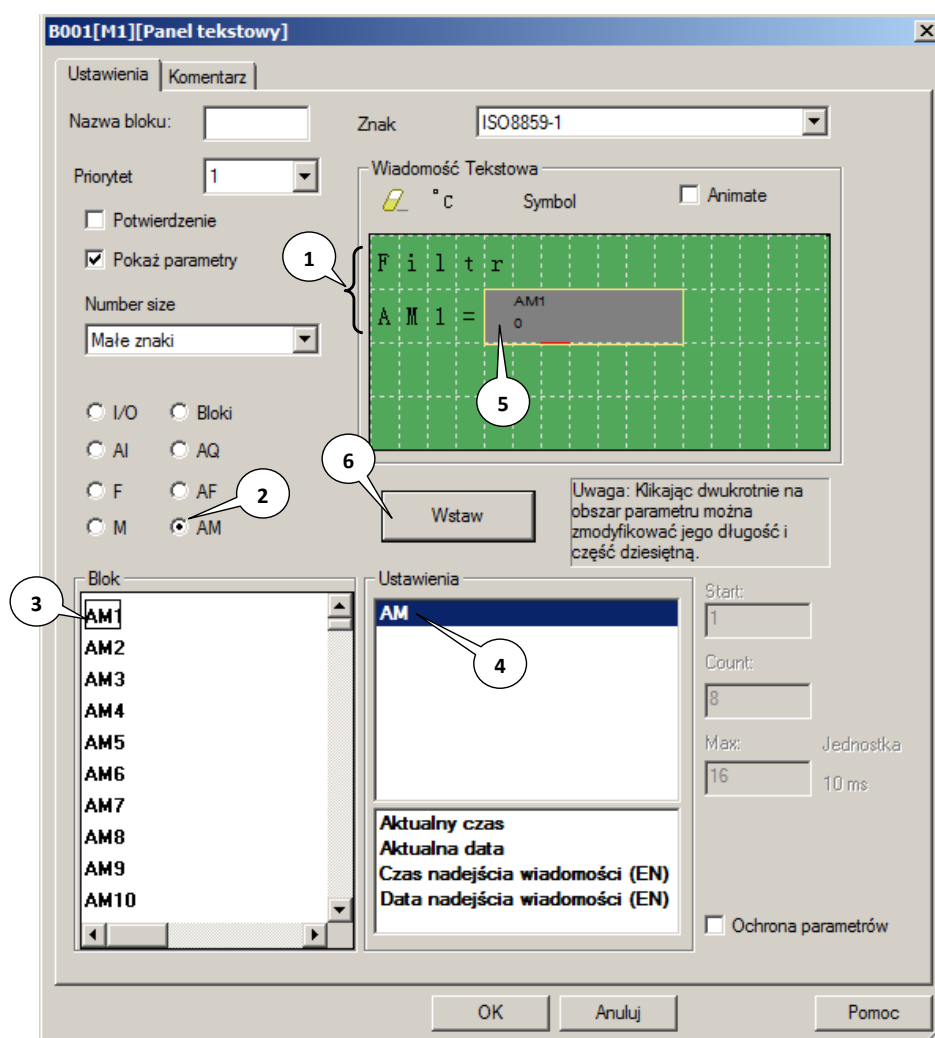 B001[M1][Panel tekstowy]
Ustawienia Komentarz
Nazwa bloku:
Znak ISO8859-1
Priorytet 1
Wiadomość Tekstowa
°C Symbol Animate
Potwierdzenie
Pokaż parametry
1
Filtr
Number size
AM1= AM1
0
Małe znaki
5
I/O Bloki
AI AQ
6
F AF
2
M AM
Wstaw
Uwaga: Klikając dwukrotnie na
obszar parametru można
zmodyfikować jego długość i
część dziesiętną.
Blok
3
AM1
AM2
AM3
AM4
AM5
AM6
AM7
AM8
AM9
AM10
Ustawienia
AM
4
Aktualny czas
Aktualna data
Czas nadejścia wiadomości (EN)
Data nadejścia wiadomości (EN)
Start:
1
Count:
8
Max: Jednostka
16 10 ms
Ochrona parametrów
OK Anuluj Pomoc